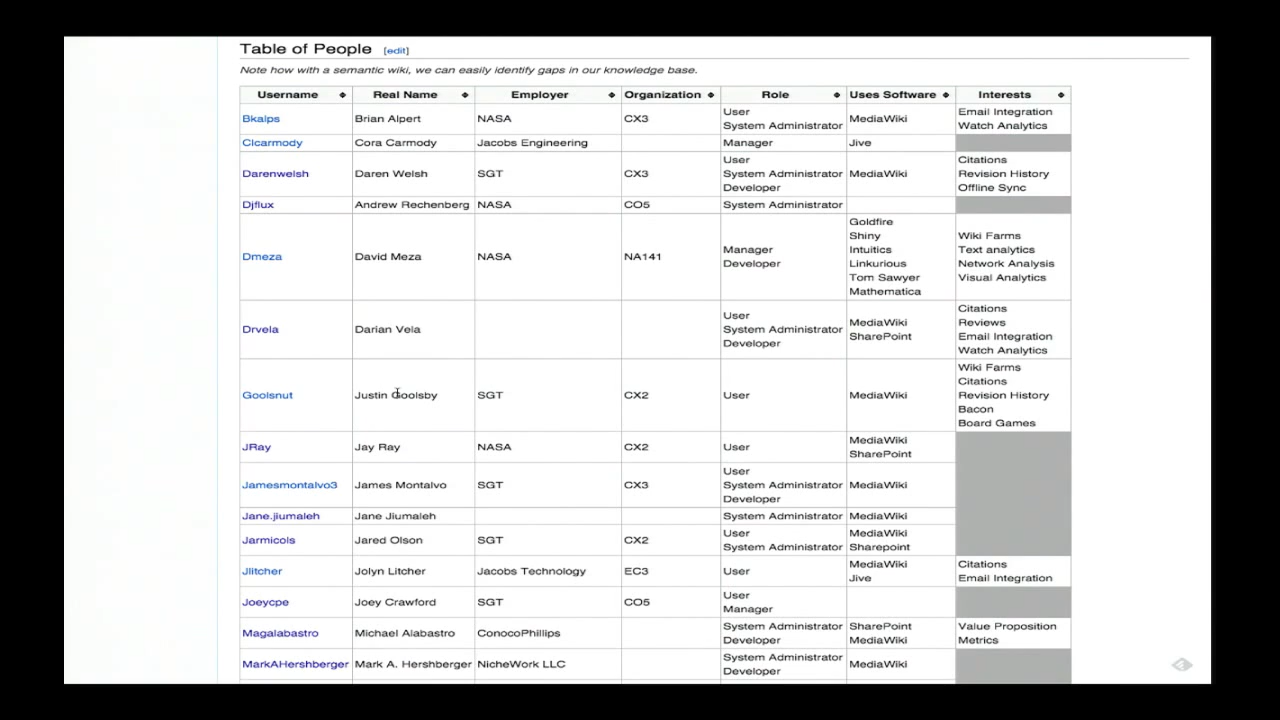 Table of People [edit]
Note how with a semantic wiki, we can easily identify gaps in our knowledge base.
Username Real Name Employer Organization Role Uses Software Interests
Bkalps Brian Alpert NASA CX3 User System Administrator MediaWiki Email Integration Watch Analytics
Clcarmody Cora Carmody Jacobs Engineering Manager Jive
Darenwelsh Daren Welsh SGT CX3 User System Administrator Developer MediaWiki Citations Revision History Offline Sync
Djflux Andrew Rechenberg NASA CO5 System Administrator
Dmeza David Meza NASA NA141 Manager Developer Goldfire Shiny Intuitics Linkurious Tom Sawyer Mathematica Wiki Farms Text analytics Network Analysis Visual Analytics
Drvela Darian Vela User System Administrator Developer MediaWiki SharePoint Citations Reviews Email Integration Watch Analytics
Goolsnut Justin Goolsby SGT CX2 User MediaWiki Wiki Farms Citations Revision History Bacon Board Games
JRay Jay Ray NASA CX2 User MediaWiki SharePoint
Jamesmontalvo3 James Montalvo SGT CX3 User System Administrator Developer MediaWiki
Jane.jiumaleh Jane Jiumaleh System Administrator MediaWiki
Jarmicols Jared Olson SGT CX2 User System Administrator MediaWiki Sharepoint
Jlitcher Jolyn Litcher Jacobs Technology EC3 User MediaWiki Jive Citations Email Integration
Joeycpe Joey Crawford SGT CO5 User Manager
Magalabastro Michael Alabastro ConocoPhillips System Administrator Developer SharePoint MediaWiki Value Proposition Metrics
MarkAHershberger Mark A. Hershberger NicheWork LLC System Administrator Developer MediaWiki